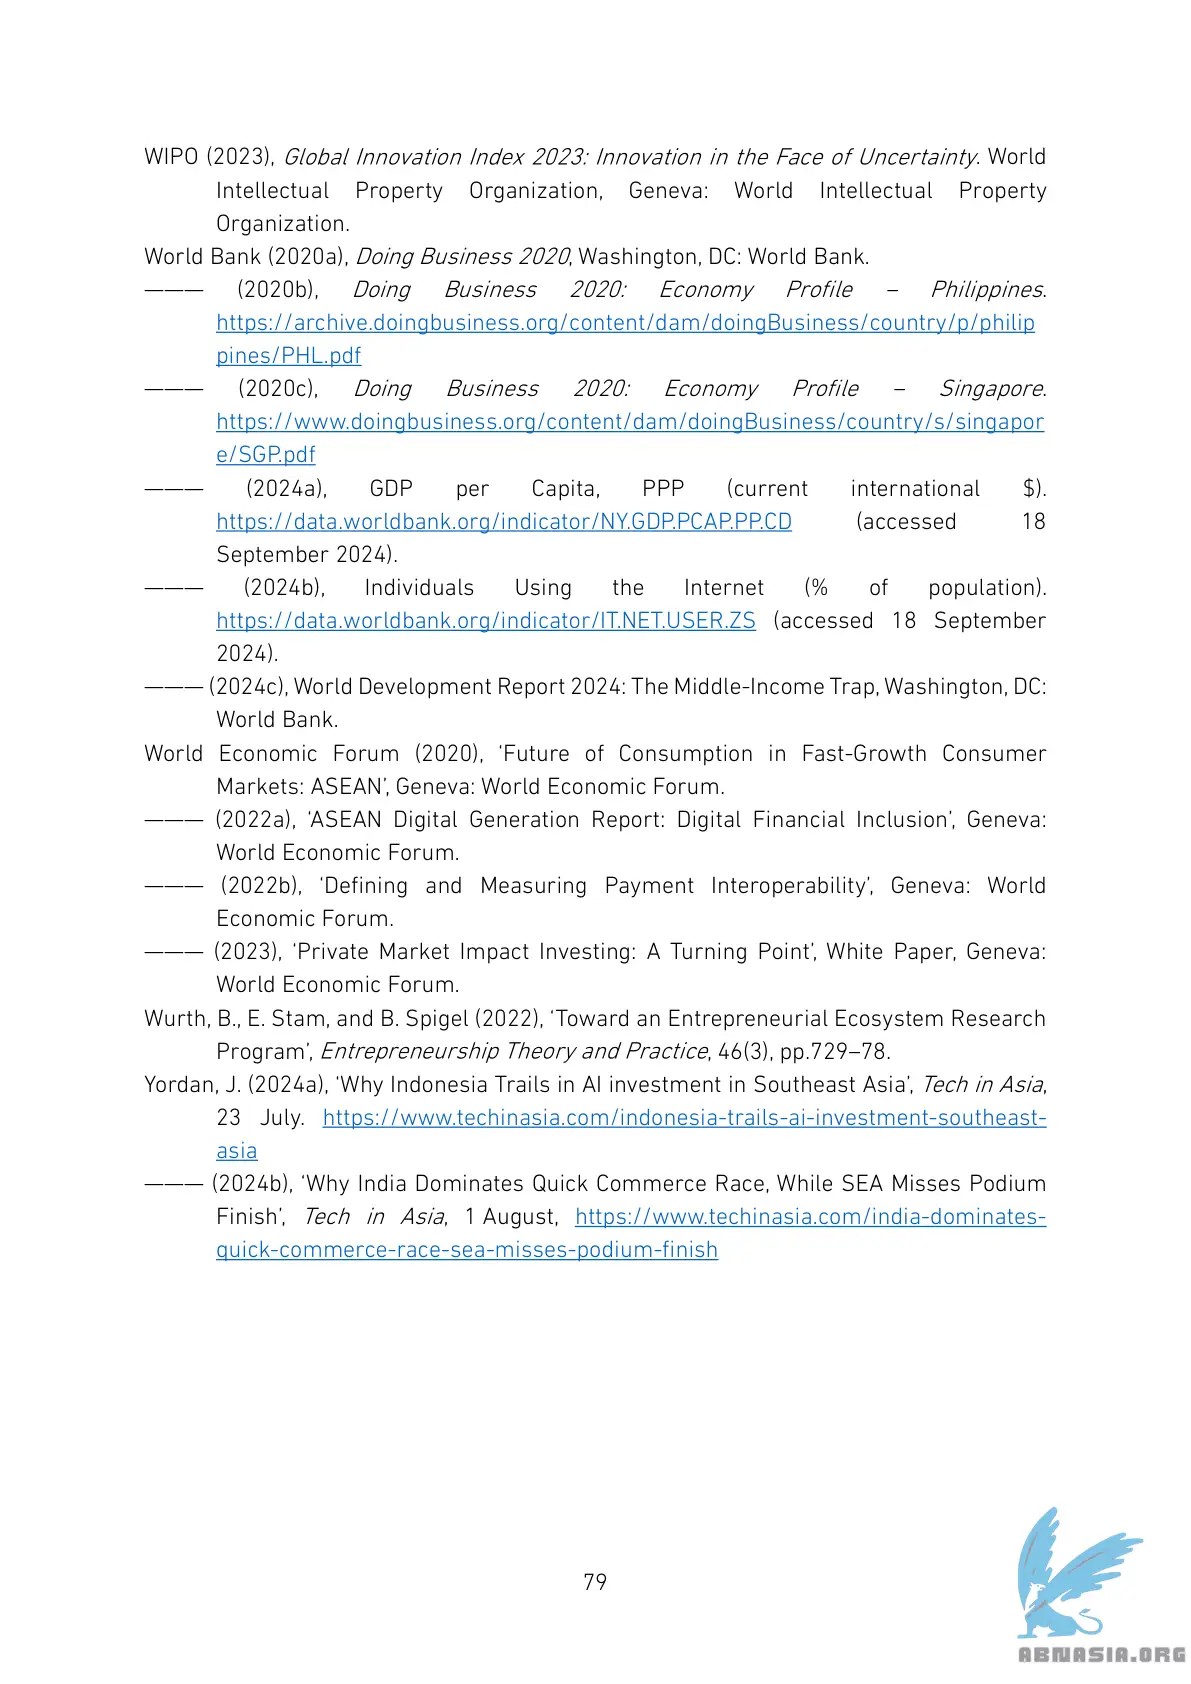 WIPO (2023), Global Innovation Index 2023: Innovation in the Face of Uncertainty. World
Intellectual Property Organization, Geneva: World Intellectual Property
Organization.
World Bank (2020a), Doing Business 2020, Washington, DC: World Bank.
——— (2020b), Doing Business 2020: Economy Profile – Philippines.
https://archive.doingbusiness.org/content/dam/doingBusiness/country/p/philip
pines/PHL.pdf
——— (2020c), Doing Business 2020: Economy Profile – Singapore.
https://www.doingbusiness.org/content/dam/doingBusiness/country/s/singapor
e/SGP.pdf
——— (2024a), GDP per Capita, PPP (current international $).
https://data.worldbank.org/indicator/NY.GDP.PCAP.PP.CD (accessed 18
September 2024).
——— (2024b), Individuals Using the Internet (% of population).
https://data.worldbank.org/indicator/IT.NET.USER.ZS (accessed 18 September
2024).
——— (2024c), World Development Report 2024: The Middle-Income Trap, Washington, DC:
World Bank.
World Economic Forum (2020), ‘Future of Consumption in Fast-Growth Consumer
Markets: ASEAN’, Geneva: World Economic Forum.
——— (2022a), ‘ASEAN Digital Generation Report: Digital Financial Inclusion’, Geneva:
World Economic Forum.
——— (2022b), ‘Defining and Measuring Payment Interoperability’, Geneva: World
Economic Forum.
——— (2023), ‘Private Market Impact Investing: A Turning Point’, White Paper, Geneva:
World Economic Forum.
Wurth, B., E. Stam, and B. Spigel (2022), ‘Toward an Entrepreneurial Ecosystem Research
Program’, Entrepreneurship Theory and Practice, 46(3), pp.729–78.
Yordan, J. (2024a), ‘Why Indonesia Trails in AI investment in Southeast Asia’, Tech in Asia,
23 July. https://www.techinasia.com/indonesia-trails-ai-investment-southeast-
asia
——— (2024b), ‘Why India Dominates Quick Commerce Race, While SEA Misses Podium
Finish’, Tech in Asia, 1 August, https://www.techinasia.com/india-dominates-
quick-commerce-race-sea-misses-podium-finish
79
ABNASIA.ORG